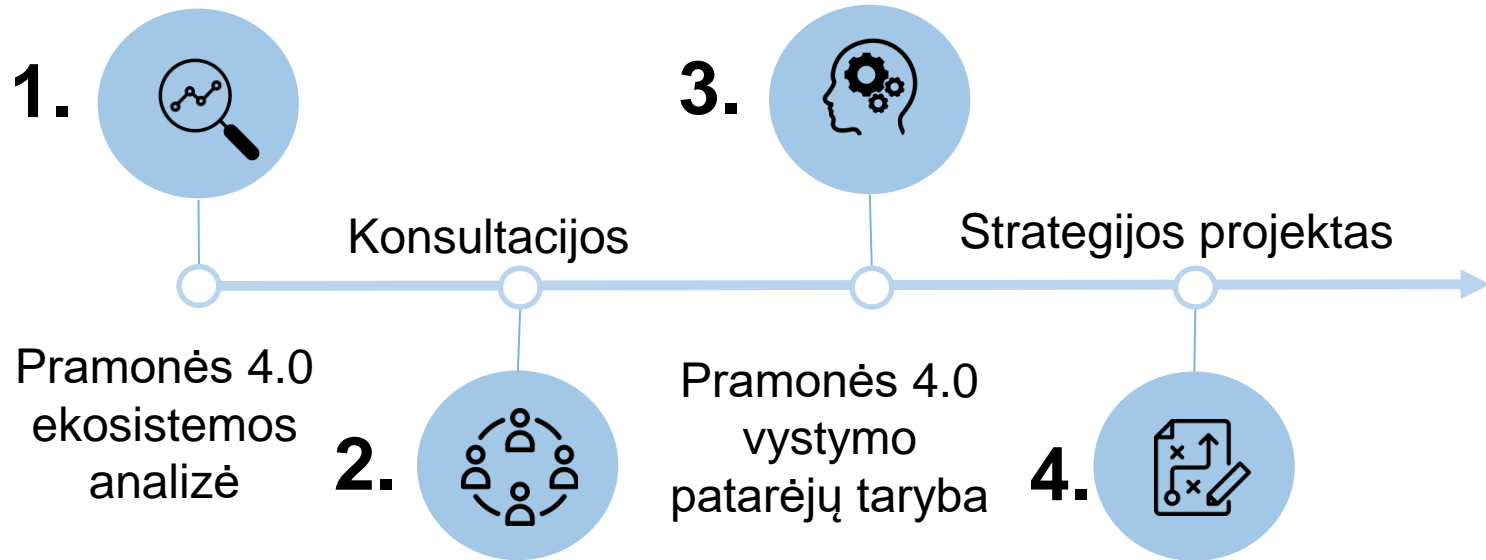 1.
Pramonės 4.0
ekosistemos
analizė
2.
Konsultacijos
3.
Pramonės 4.0
vystymo
patarėjų taryba
4.
Strategijos projektas